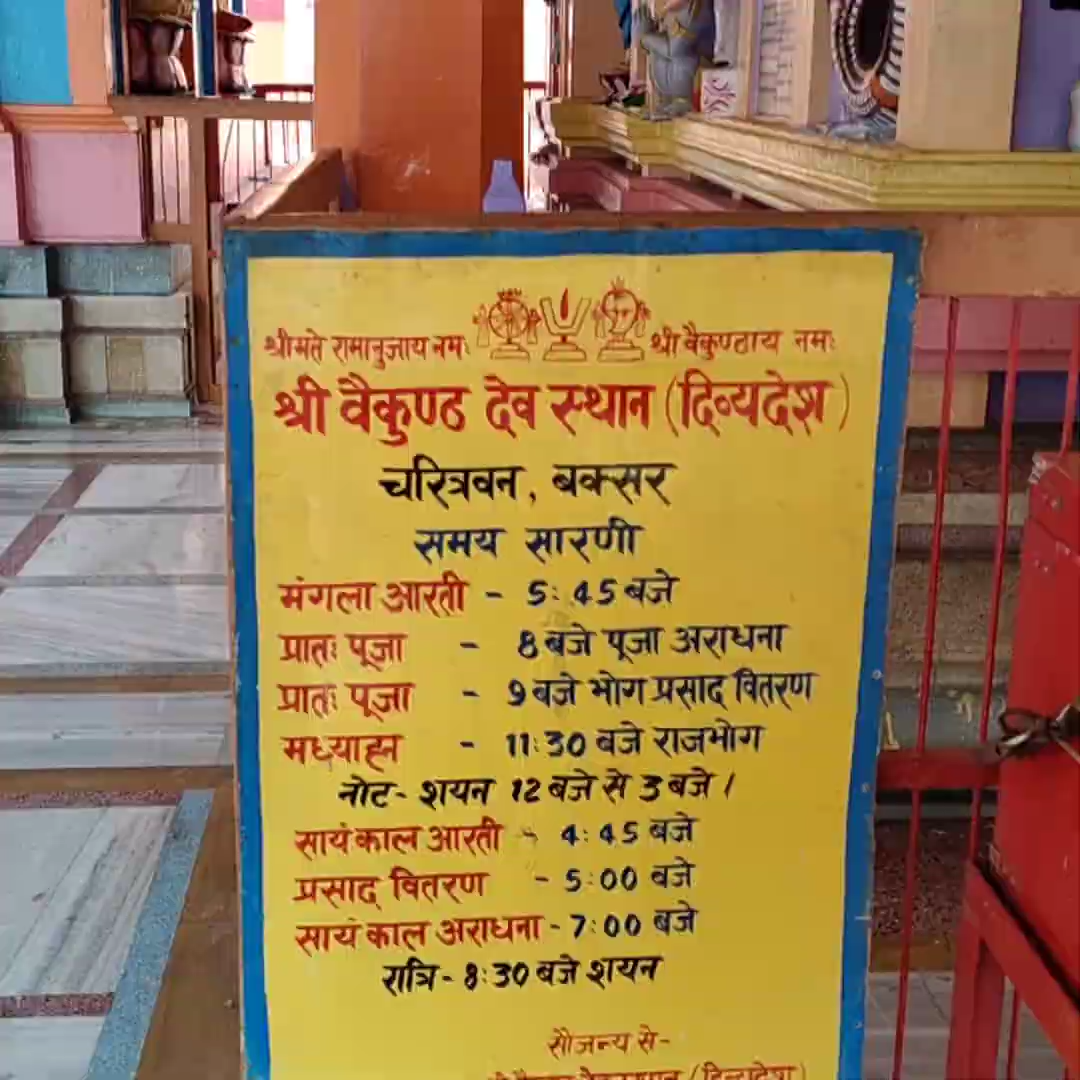 श्रीमते रामानुजाय नमः श्री वैकुण्ठाय नमः
श्री वैकुण्ठ देव स्थान (दिव्यदेश)
चरित्रवन, बक्सर
समय सारणी
मंगला आरती - 5:45 बजे
प्रातः पूजा - 8 बजे पूजा अराधना
प्रातः पूजा - 9 बजे भोग प्रसाद वितरण
मध्याह्न - 11:30 बजे राजभोग
नोट- शयन 12 बजे से 3 बजे।
सायंकाल आरती - 4:45 बजे
प्रसाद वितरण - 5:00 बजे
सायंकाल अराधना - 7:00 बजे
रात्रि - 8:30 बजे शयन
सौजन्य से-